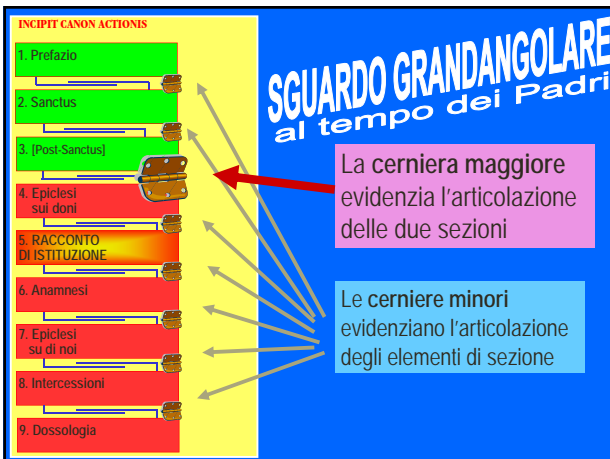 INCIPIT CANON ACTIONIS
1. Prefazio
2. Sanctus
3. [Post-Sanctus]
4. Epiclesi
sui doni
5. RACCONTO
DI ISTITUZIONE
6. Anamnesi
7. Epiclesi
su di noi
8. Intercessioni
9. Dossologia
SGUARDO GRANDANGOLARE
al tempo dei Padri
La cerniera maggiore
evidenzia l’articolazione
delle due sezioni
Le cerniere minori
evidenziano l’articolazione
degli elementi di sezione